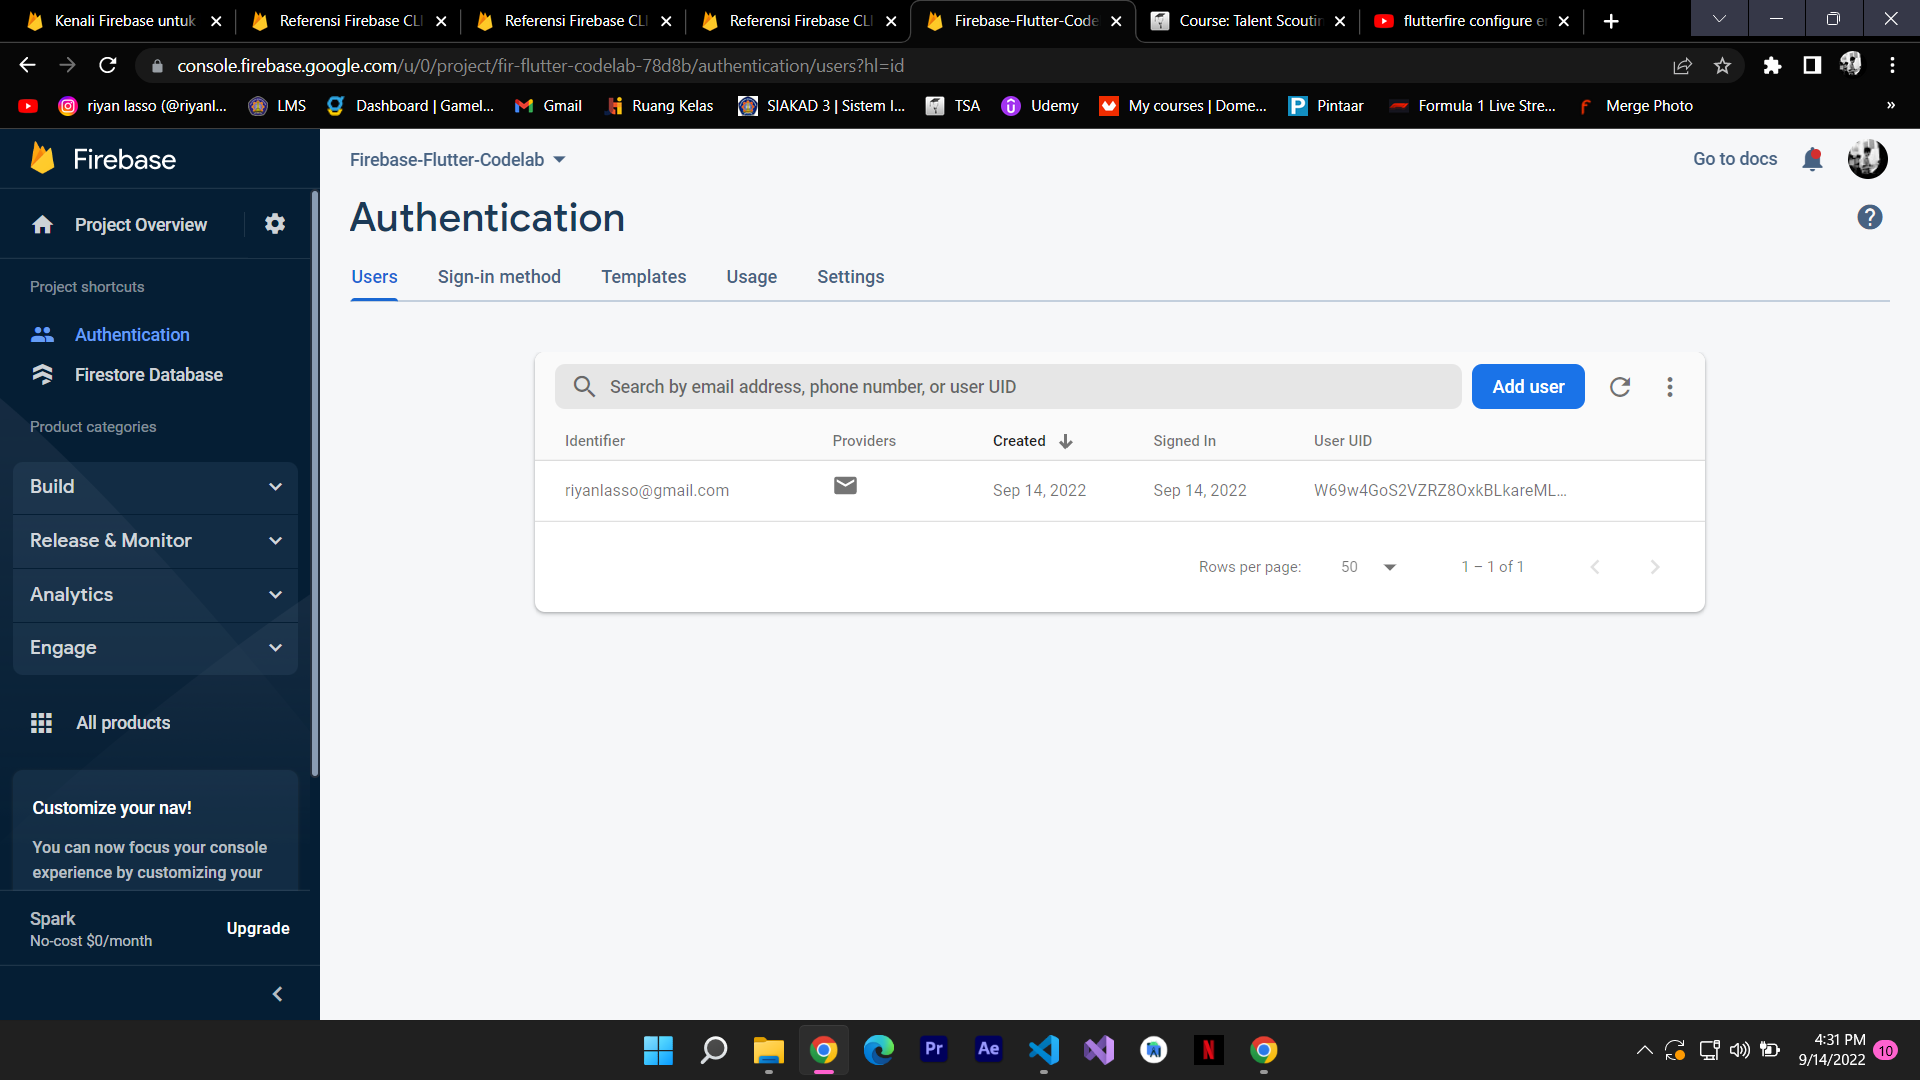 Kenali Firebase untuk
Referensi Firebase CLI
Referensi Firebase CLI
Referensi Firebase CLI
Firebase-Flutter-Code
Course: Talent Scoutin
flutterfire configure e
console.firebase.google.com/u/0/project/fir-flutter-codelab-78d8b/authentication/users?hl=id
riyan lasso (@riyanl...
LMS
Dashboard | Gamel...
Gmail
Ruang Kelas
SIAKAD 3 | Sistem I...
TSA
Udemy
My courses | Dome...
Pintaar
Formula 1 Live Stre...
Merge Photo
»
Firebase
Firebase-Flutter-Codelab
Go to docs
Project Overview
Authentication
Users
Sign-in method
Templates
Usage
Settings
Project shortcuts
Authentication
Firestore Database
Product categories
Build
Release & Monitor
Analytics
Engage
All products
Customize your nav!
You can now focus your console
experience by customizing your
Spark
No-cost $0/month
Upgrade
Search by email address, phone number, or user UID
Add user
Identifier
Providers
Created
Signed In
User UID
riyanlasso@gmail.com
Sep 14, 2022
Sep 14, 2022
W69w4GoS2VZRZ8OxkBLkareML...
Rows per page:
50
1 – 1 of 1
Pr
Ae
N
4:31 PM
9/14/2022
10